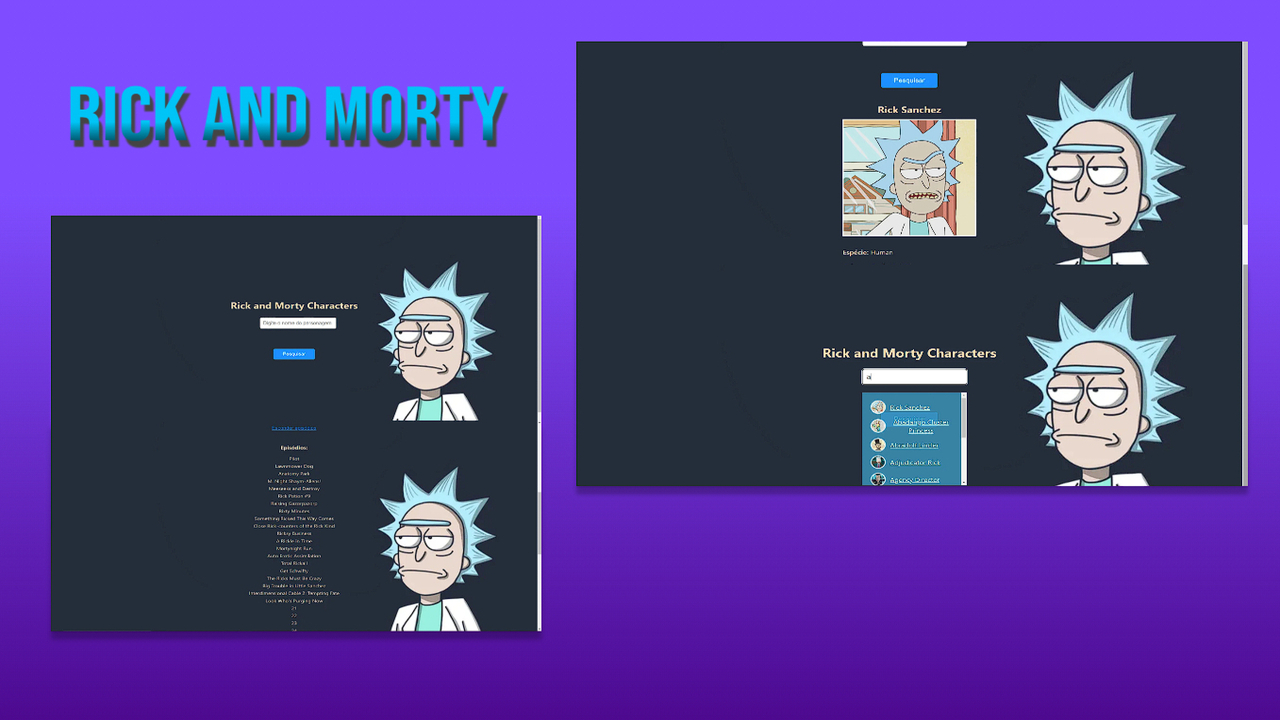 RICK AND MORTY
Rick and Morty Characters
Digite o nome do personagem
Pesquisar
Episódios:
Pilot
Lawnmower Dog
Anatomy Park
M. Night Shaym-Aliens!
Meeseeks and Destroy
Rick Potion #9
Raising Gazorpazorp
Rixty Minutes
Something Ricked This Way Comes
Close Rick-counters of the Rick Kind
Ricksy Business
A Rickle in Time
Mortynight Run
Auto Erotic Assimilation
Total Rickall
Get Schwifty
The Ricks Must Be Crazy
Big Trouble in Little Sanchez
Interdimensional Cable 2: Tempting Fate
Look Who's Purging Now
21
22
23
24
Pesquisar
Rick Sanchez
Espécie: Human
Rick and Morty Characters
a
Rick Sanchez
Abadango Cluster
Princess
Abradolf Lincler
Adjudicator Rick
Agency Director